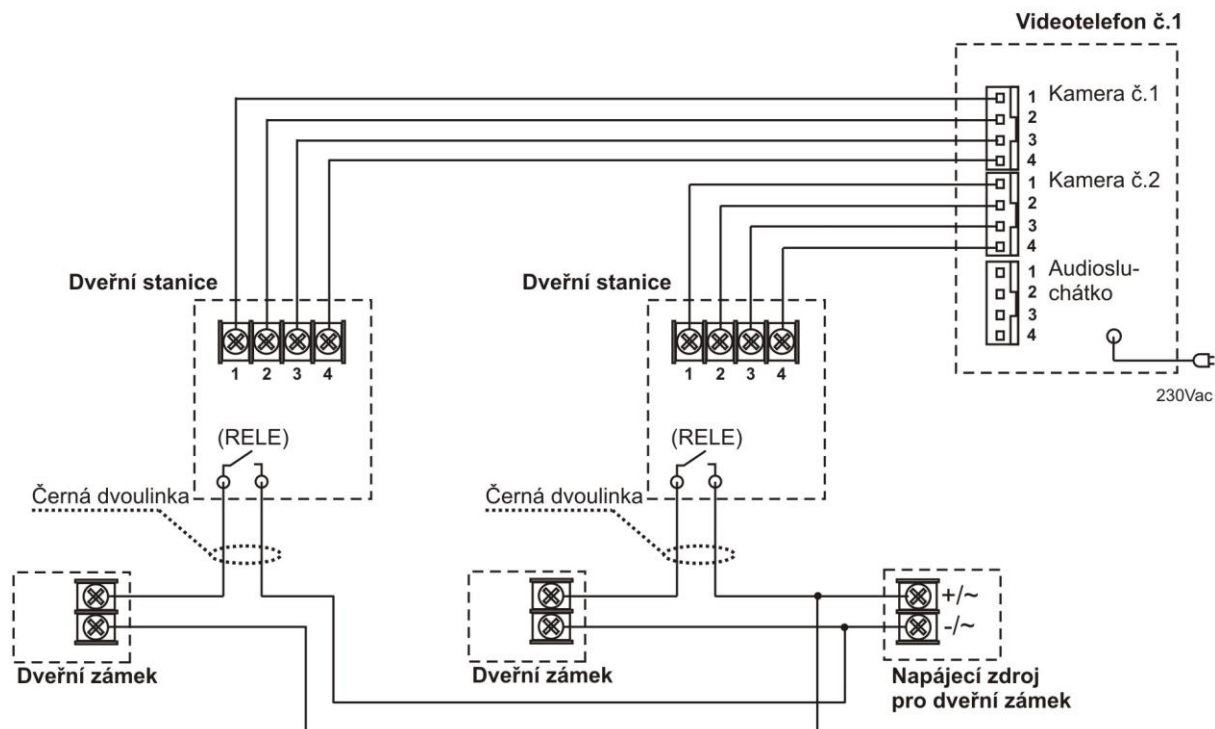 Videotelefon č.1
1 Kamera č.1
2
3
4
1 Kamera č.2
2
3
4
1 Audioslu-
2 chátko
3
4
230Vac
Dveřní stanice
1 2 3 4
(RELE)
Černá dvoulinka
Dveřní stanice
1 2 3 4
(RELE)
Černá dvoulinka
Dveřní zámek
Dveřní zámek
+/~
-/~
Napájecí zdroj
pro dveřní zámek